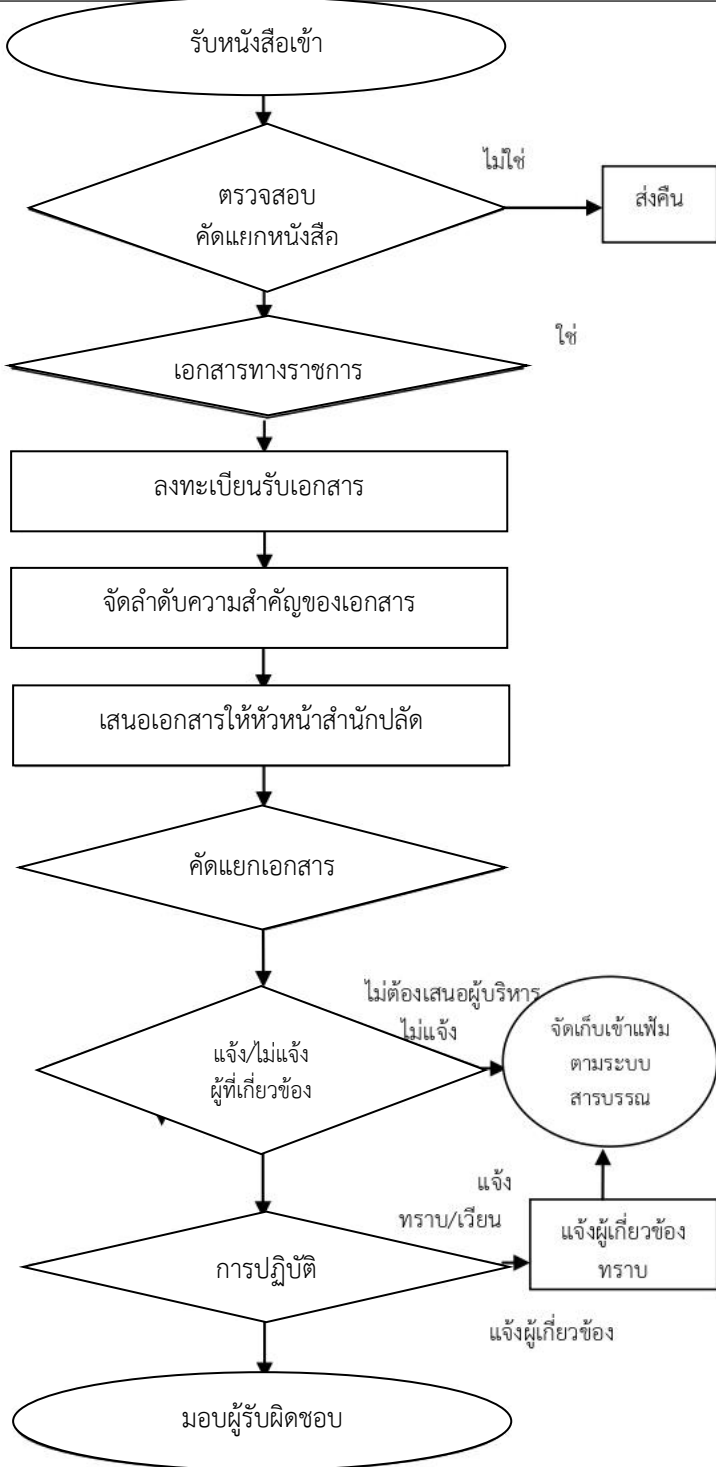 รับหนังสือเข้า
ไม่ใช่
ส่งคืน
ตรวจสอบ
คัดแยกหนังสือ
ใช่
เอกสารทางราชการ
ลงทะเบียนรับเอกสาร
จัดลำดับความสำคัญของเอกสาร
เสนอเอกสารให้หัวหน้าสำนักปลัด
คัดแยกเอกสาร
ไม่ต้องเสนอผู้บริหาร
ไม่แจ้ง
แจ้ง/ไม่แจ้ง
ผู้ที่เกี่ยวข้อง
จัดเก็บเข้าแฟ้ม
ตามระบบ
สารบรรณ
แจ้ง
ทราบ/เวียน
แจ้งผู้เกี่ยวข้อง
ทราบ
การปฏิบัติ
แจ้งผู้เกี่ยวข้อง
มอบผู้รับผิดชอบ